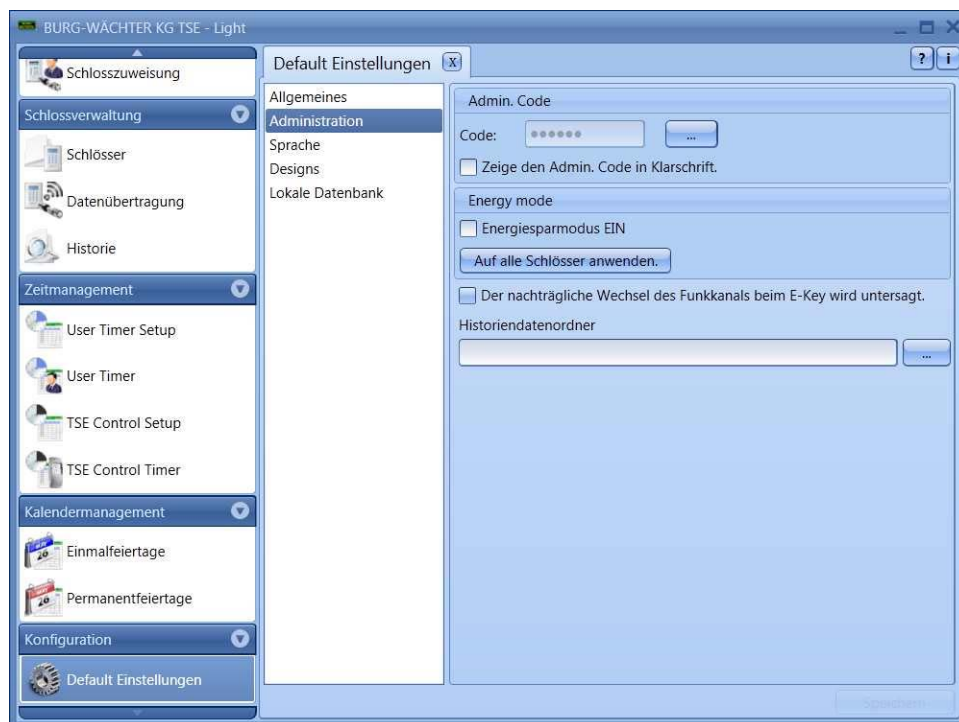 BURG-WÄCHTER KG TSE - Light
Schlosszuweisung
Schlossverwaltung
Schlösser
Datenübertragung
Historie
Zeitmanagement
User Timer Setup
User Timer
TSE Control Setup
TSE Control Timer
Kalendermanagement
Einmalfeiertage
Permanentfeiertage
Konfiguration
Default Einstellungen
Default Einstellungen X
? i
Allgemeines
Administration
Sprache
Designs
Lokale Datenbank
Admin. Code
Code: ●●●●●● ...
Zeige den Admin. Code in Klarschrift.
Energy mode
Energiesparmodus EIN
Auf alle Schlösser anwenden.
Der nachträgliche Wechsel des Funkkanals beim E-Key wird untersagt.
Historiendatenordner
...
Speichern